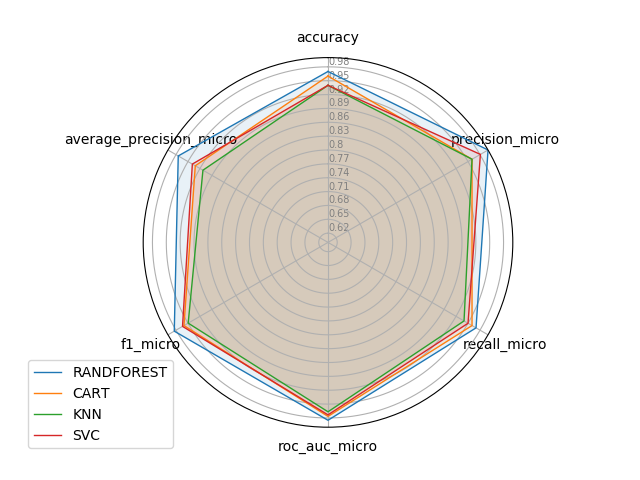 accuracy
0.98
0.95
0.92
0.89
0.86
0.83
0.8
0.77
0.74
0.71
0.68
0.65
0.62
average_precision_micro
precision_micro
f1_micro
recall_micro
roc_auc_micro
RANDFOREST
CART
KNN
SVC